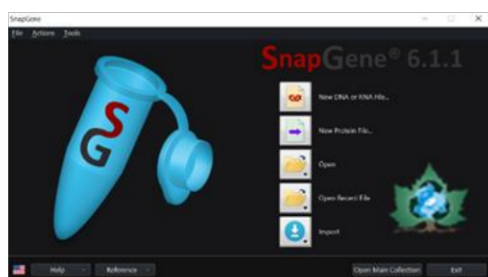 SnapGene
File Actions Tools
SnapGene® 6.1.1
New DNA or RNA File...
New Protein File...
Open
Open Recent File
Import
SG
Help
Reference
Open Main Collection
Exit